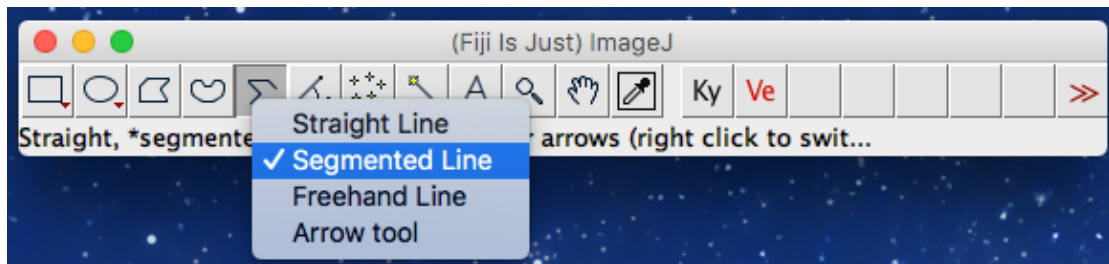 (Fiji Is Just) ImageJ
A Ky Ve >>
Straight, *segmente r arrows (right click to swit...
Straight Line
✓ Segmented Line
Freehand Line
Arrow tool